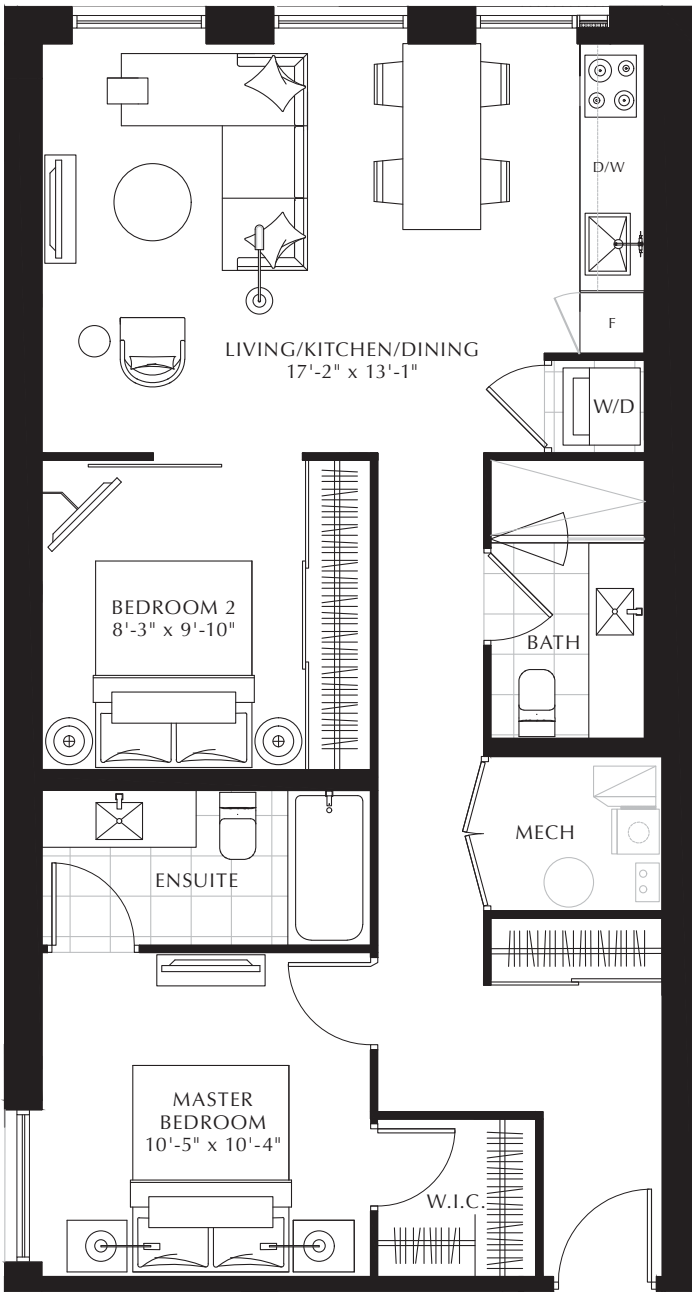 D/W
F
LIVING/KITCHEN/DINING
17'-2" x 13'-1"
W/D
BEDROOM 2
8'-3" x 9'-10"
BATH
MECH
ENSUITE
MASTER
BEDROOM
10'-5" x 10'-4"
W.I.C.